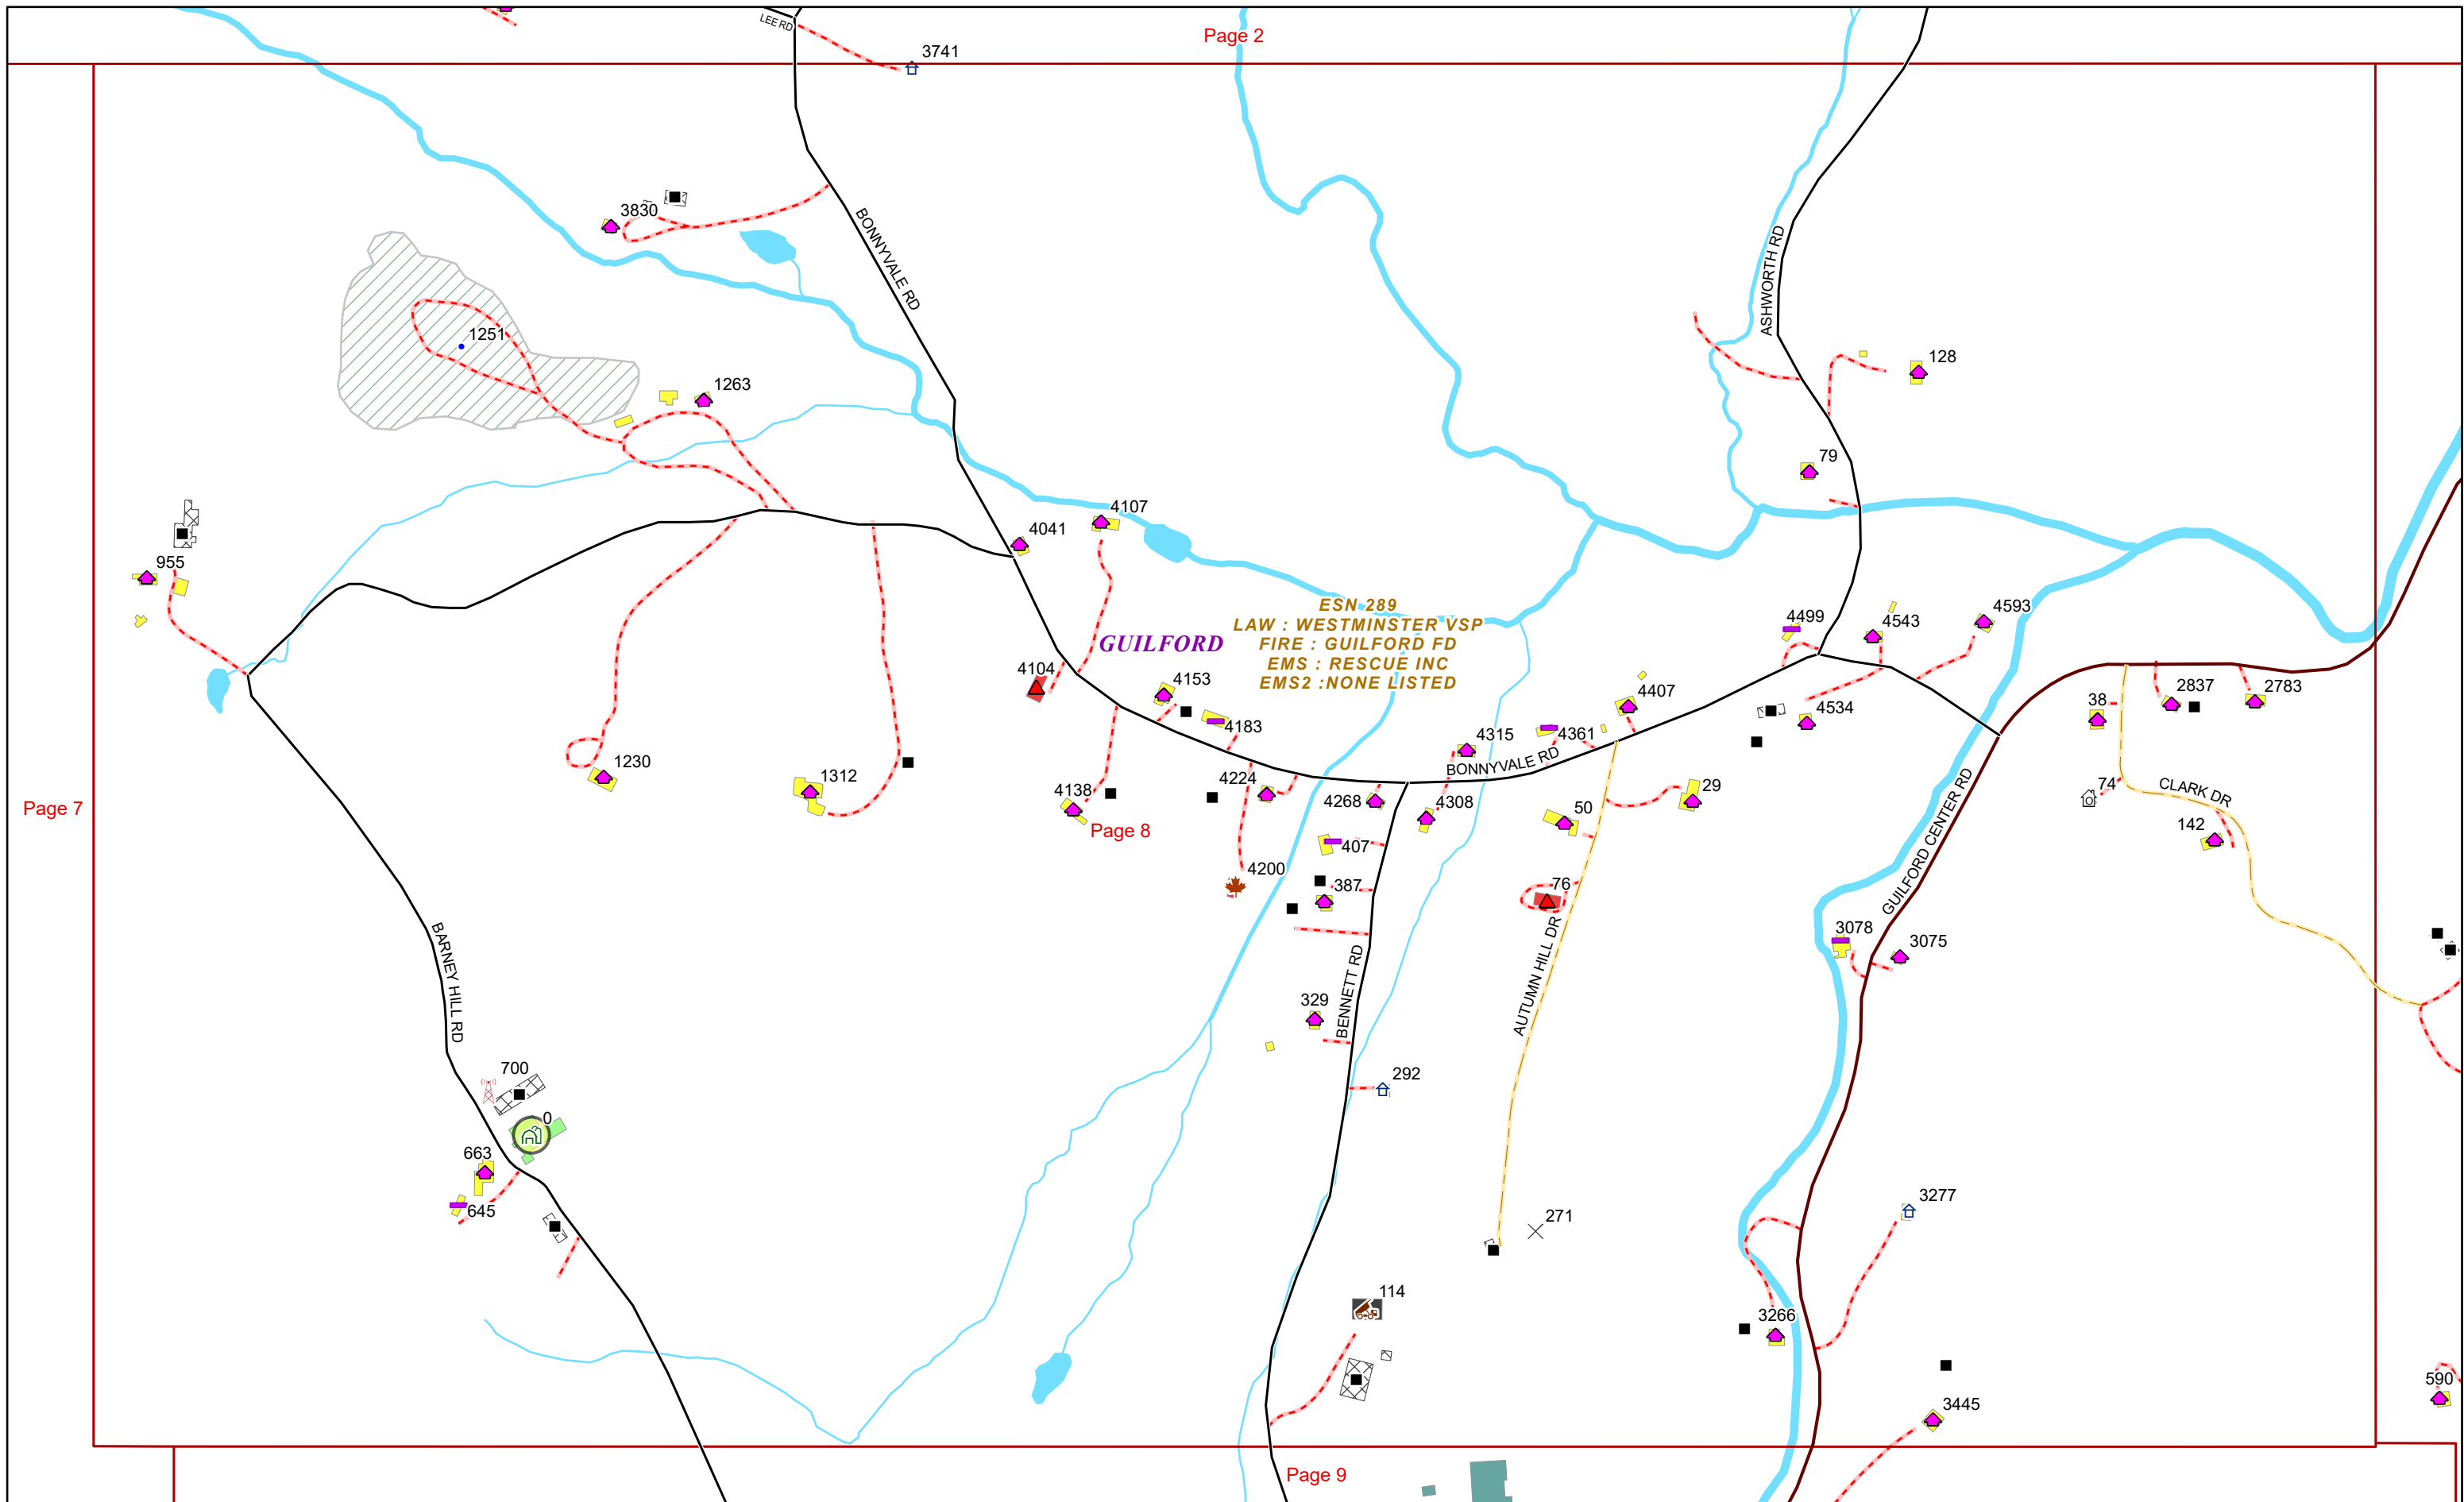 LEE RD
Page 2
3741
3830
BONNYVALE RD
ASHWORTH RD
1251
128
1263
79
4107
4041
955
ESN 289
LAW : WESTMINSTER VSP
FIRE : GUILFORD FD
EMS : RESCUE INC
EMS2 :NONE LISTED
GUILFORD
4499
4543
4593
4104
4153
4183
4407
38
2837
2783
4534
4315
4361
BONNYVALE RD
1230
1312
4138
4224
4268
4308
29
50
74
CLARK DR
142
Page 7
Page 8
407
4200
387
76
GUILFORD CENTER RD
3078
3075
BARNEY HILL RD
BENNETT RD
AUTUMN HILL DR
329
700
292
0
663
645
271
3277
114
3266
590
3445
Page 9